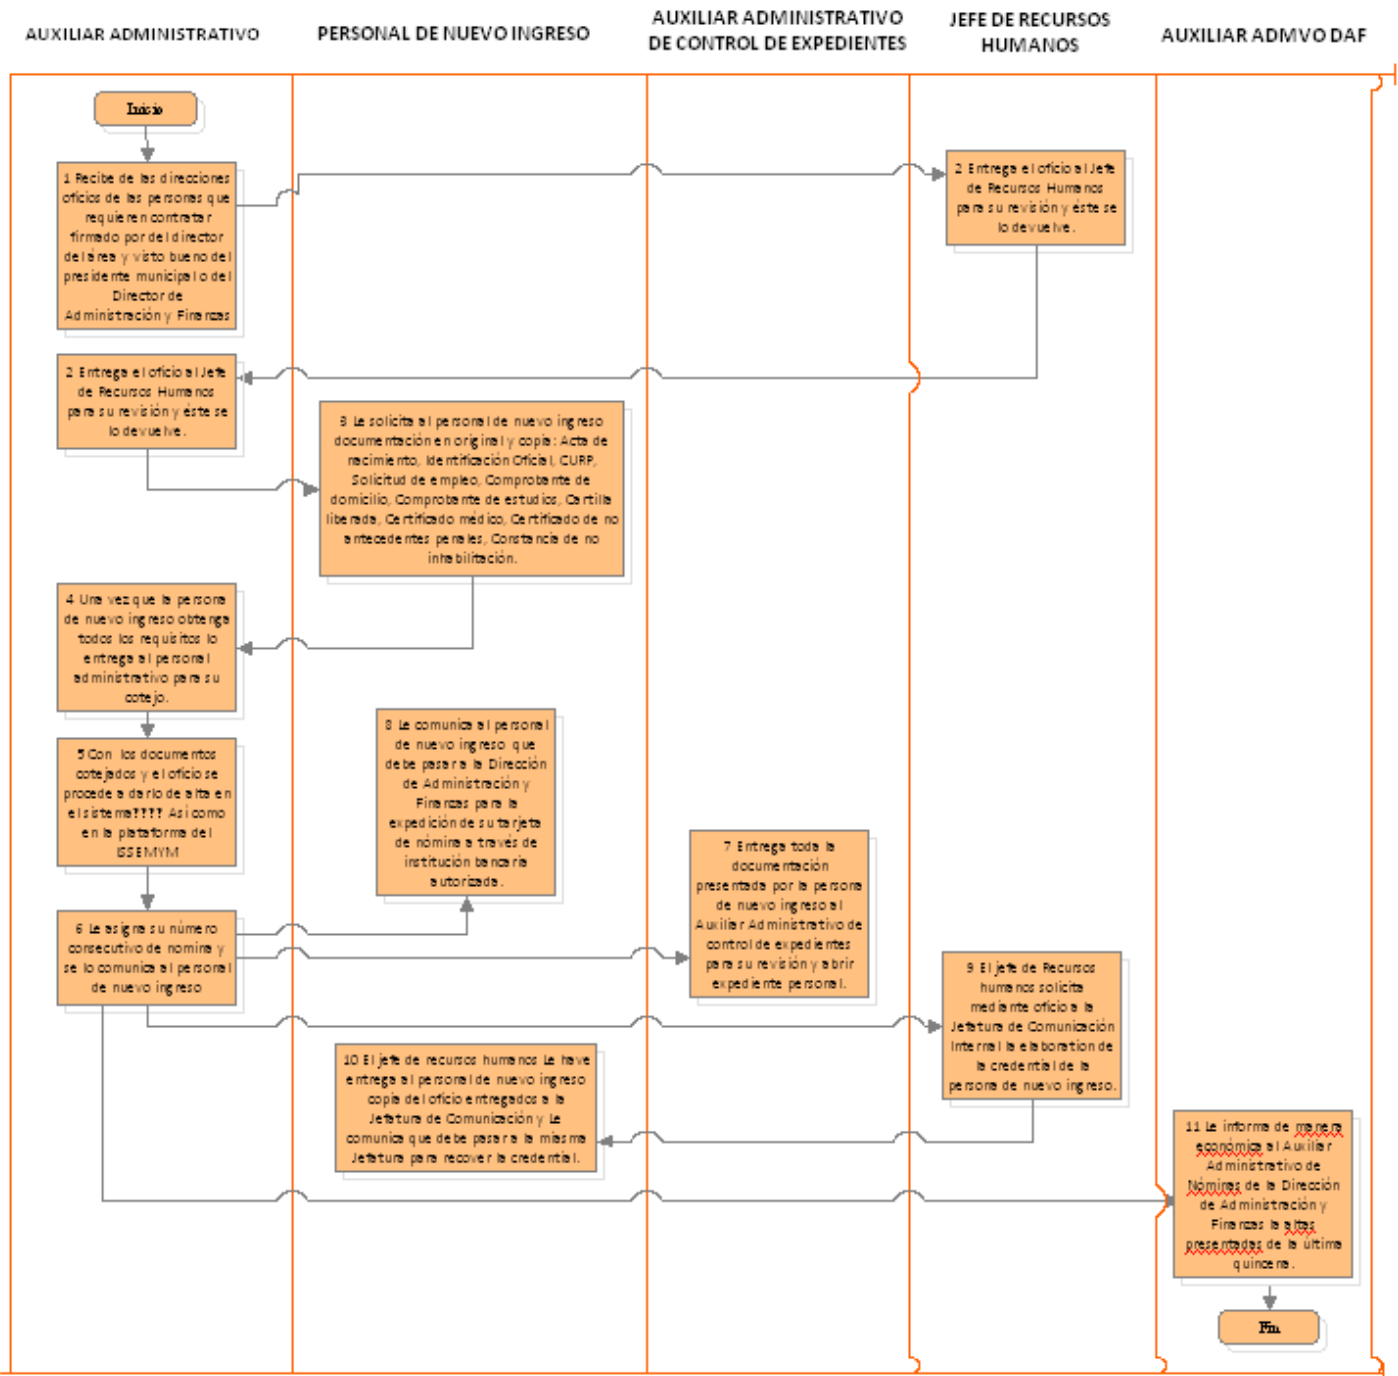 AUXILIAR ADMINISTRATIVO
PERSONAL DE NUEVO INGRESO
AUXILIAR ADMINISTRATIVO
DE CONTROL DE EXPEDIENTES
JEFE DE RECURSOS
HUMANOS
AUXILIAR ADMVO DAF
Inicio
1 Recibe de las direcciones
oficios de las personas que
requieren contratar
firmado por del director
del área y visto bueno del
presidente municipal o del
Director de
Administración y Finanzas
2 Entrega el oficio al Jefe
de Recursos Humanos
para su revisión y éste se
lo devuelve.
2 Entrega el oficio al Jefe
de Recursos Humanos
para su revisión y éste se
lo devuelve.
3 Le solicita al personal de nuevo ingreso
documentación en original y copia: Acta de
nacimiento, Identificación Oficial, CURP,
Solicitud de empleo, Comprobante de
domicilio, Comprobante de estudios, Cartilla
liberada, Certificado médico, Certificado de no
antecedentes penales, Constancia de no
inhabilitación.
4 Una vez que la persona
de nuevo ingreso obtenga
todos los requisitos lo
entrega al personal
administrativo para su
cotejo.
5 Con los documentos
cotejados y el oficio se
procede a darlo de alta en
el sistema???? Así como
en la plataforma del
ISSEMYM
6 Le asigna su número
consecutivo de nomina y
se lo comunica al personal
de nuevo ingreso
8 Le comunica al personal
de nuevo ingreso que
debe pasar a la Dirección
de Administración y
Finanzas para la
expedición de su tarjeta
de nómina a través de
institución bancaria
autorizada.
7 Entrega toda la
documentación
presentada por la persona
de nuevo ingreso al
Auxiliar Administrativo de
control de expedientes
para su revisión y abrir
expediente personal.
9 El jefe de Recursos
humanos solicita
mediante oficio a la
Jefatura de Comunicación
Internal la elaboration de
la credential de la
persona de nuevo ingreso.
10 El jefe de recursos humanos Le have
entrega al personal de nuevo ingreso
copia del oficio entregados a la
Jefatura de Comunicación y Le
comunica que debe pasar a la miasma
Jefatura para recover la credential.
11 Le informa de manera
económica al Auxiliar
Administrativo de
Nóminas de la Dirección
de Administración y
Finanzas la altas
presentadas de la última
quincena.
Fin